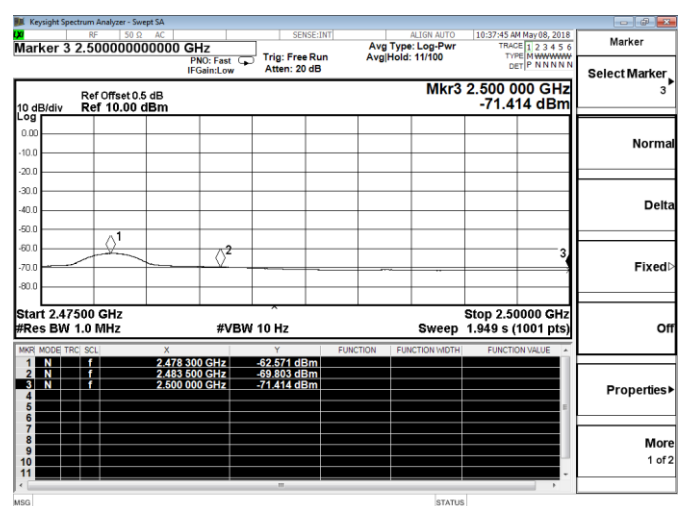 Keysight Spectrum Analyzer - Swept SA
LXI RF 50 Ω AC SENSE:INT ALIGN AUTO 10:37:45 AM May 08, 2018
Marker 3 2.500000000000 GHz
PNO: Fast
IFGain:Low
Trig: Free Run
Atten: 20 dB
Avg Type: Log-Pwr
Avg|Hold: 11/100
TRACE 1 2 3 4 5 6
TYPE M WWWWW
DET P N N N N N
Ref Offset 0.5 dB
10 dB/div Ref 10.00 dBm
Mkr3 2.500 000 GHz
-71.414 dBm
Log
0.00
-10.0
-20.0
-30.0
-40.0
-50.0
-60.0
-70.0
-80.0
1
2
3
Start 2.47500 GHz Stop 2.50000 GHz
#Res BW 1.0 MHz #VBW 10 Hz Sweep 1.949 s (1001 pts)
MKR MODE TRC SCL X Y FUNCTION FUNCTION WIDTH FUNCTION VALUE
1 N f 2.478 300 GHz -62.571 dBm
2 N f 2.483 500 GHz -69.803 dBm
3 N f 2.500 000 GHz -71.414 dBm
4
5
6
7
8
9
10
11
MSG STATUS
Marker
Select Marker
3
Normal
Delta
Fixed
Off
Properties
More
1 of 2